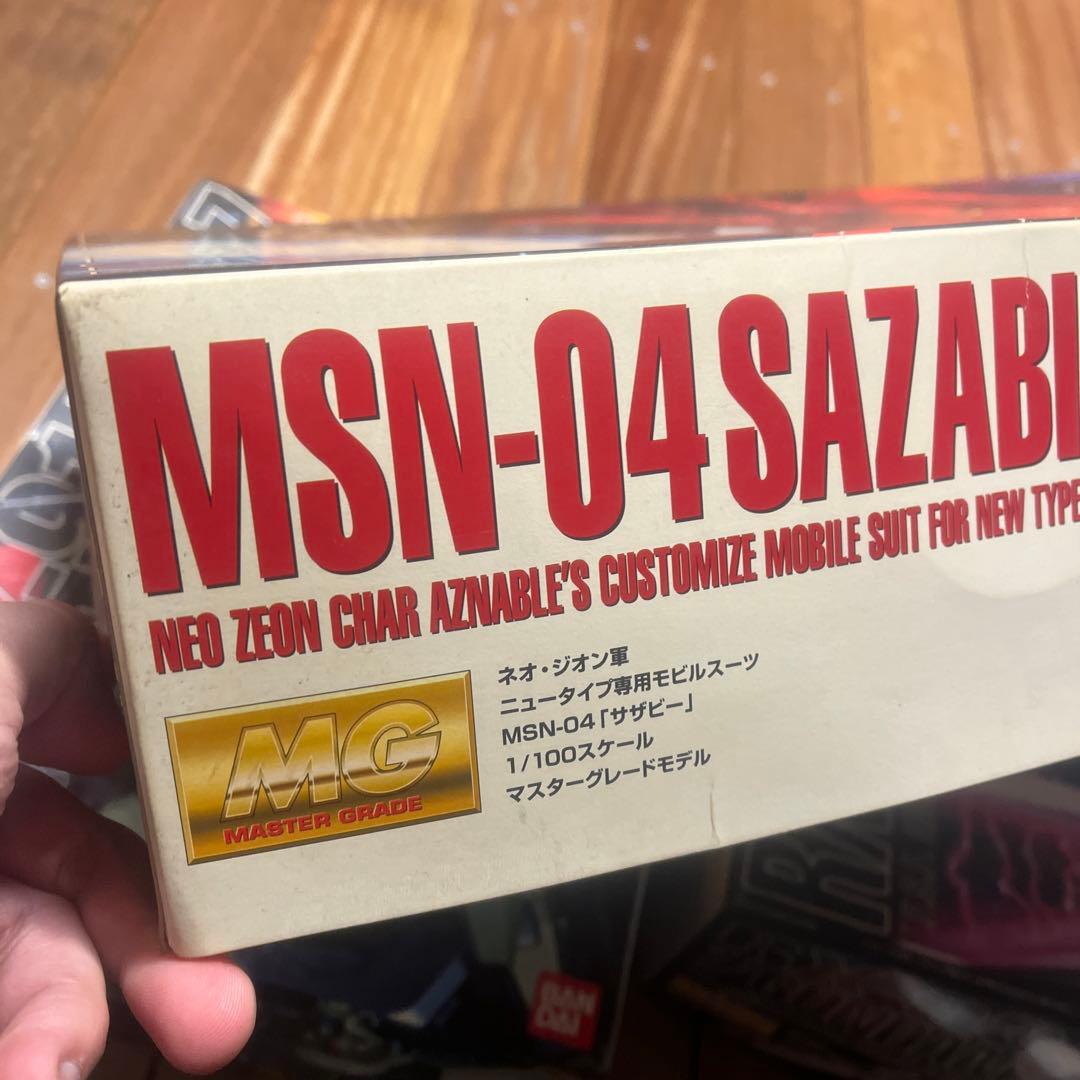 MSN-04 SAZABI
NEO ZEON CHAR AZNABLE'S CUSTOMIZE MOBILE SUIT FOR NEW TYPE
MG
MASTER GRADE
ネオ・ジオン軍
ニュータイプ専用モビルスーツ
MSN-04「サザビー」
1/100スケール
マスターグレードモデル
BAN
DAI